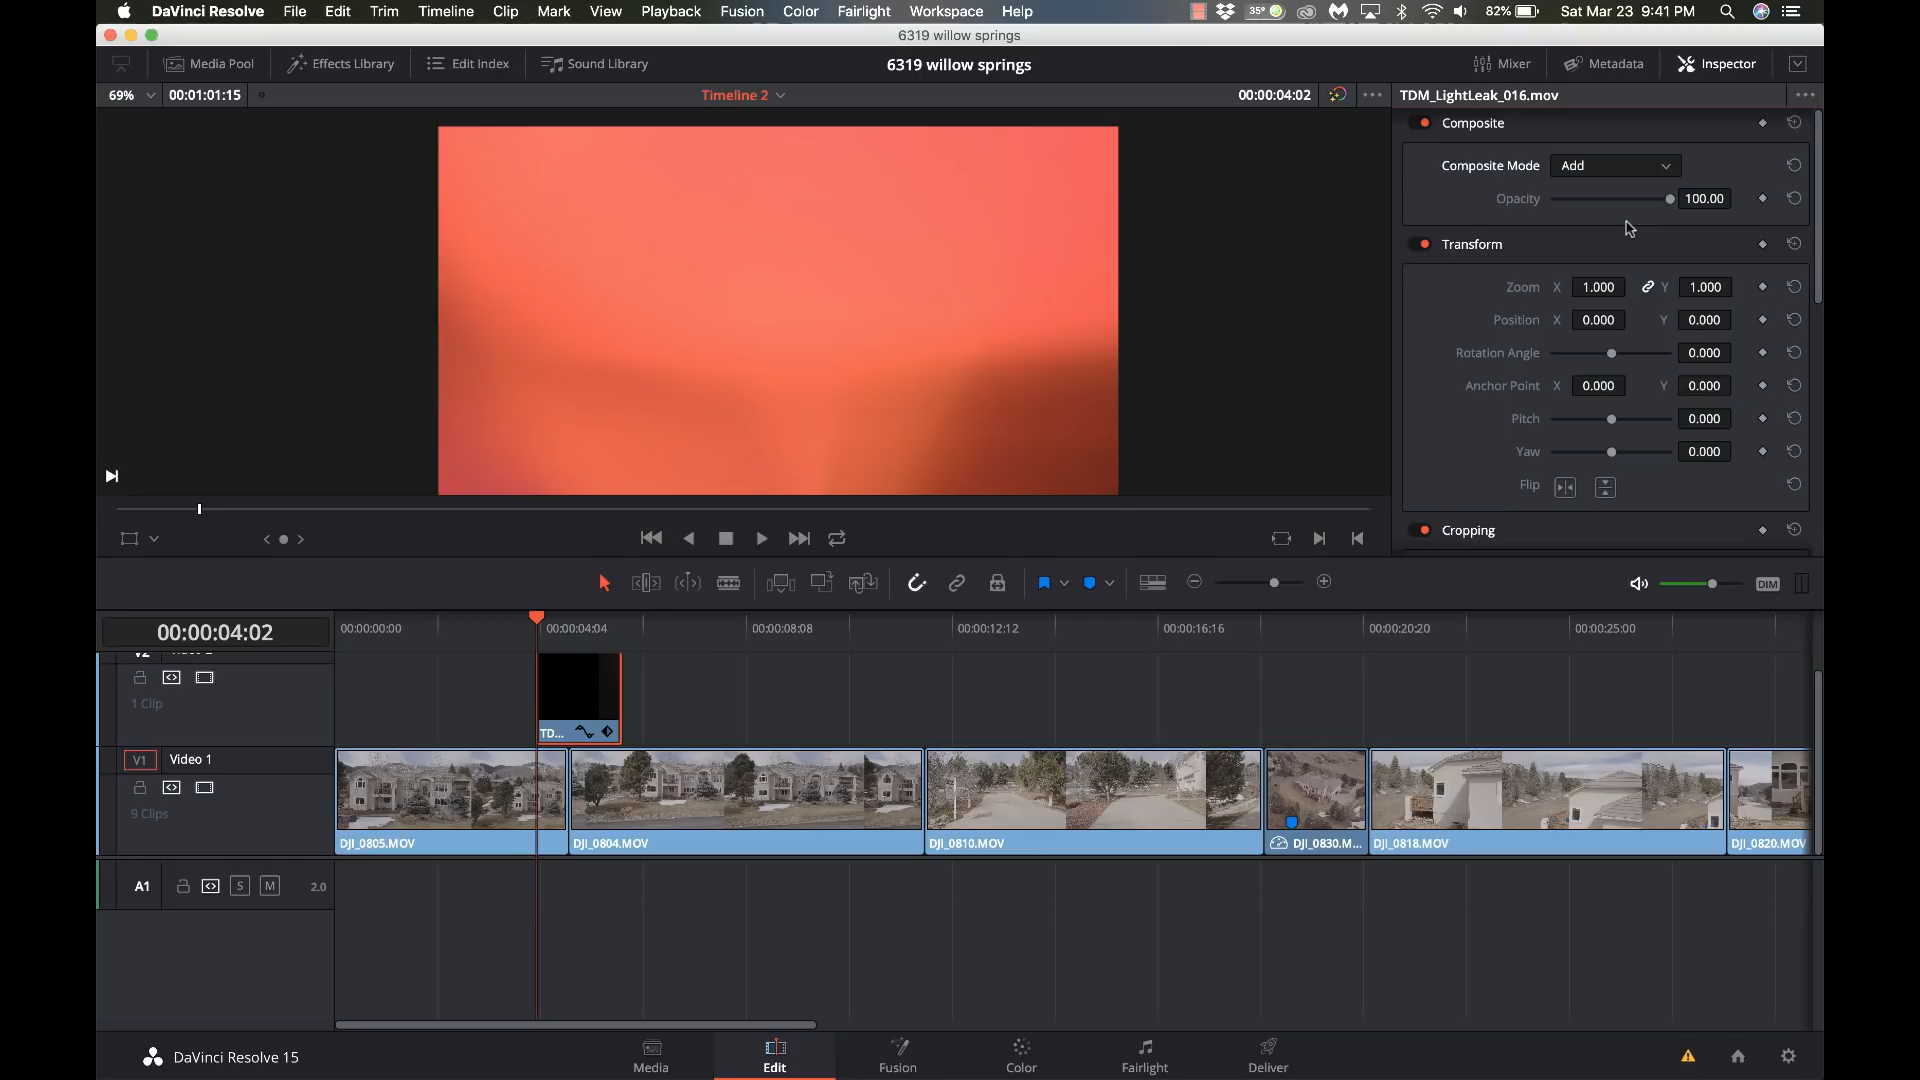 DaVinci Resolve File Edit Trim Timeline Clip Mark View Playback Fusion Color Fairlight Workspace Help 35° 82% Sat Mar 23 9:41 PM
6319 willow springs
Media Pool Effects Library Edit Index Sound Library 6319 willow springs Mixer Metadata Inspector
69% 00:01:01:15 Timeline 2 00:00:04:02 TDM_LightLeak_016.mov
Composite
Composite Mode Add
Opacity 100.00
Transform
Zoom X 1.000 Y 1.000
Position X 0.000 Y 0.000
Rotation Angle 0.000
Anchor Point X 0.000 Y 0.000
Pitch 0.000
Yaw 0.000
Flip
Cropping
DIM
00:00:04:02 00:00:00:00 00:00:04:04 00:00:08:08 00:00:12:12 00:00:16:16 00:00:20:20 00:00:25:00
1 Clip
TD...
V1 Video 1
9 Clips
DJI_0805.MOV DJI_0804.MOV DJI_0810.MOV DJI_0830.M... DJI_0818.MOV DJI_0820.MOV
A1 S M 2.0
DaVinci Resolve 15 Media Edit Fusion Color Fairlight Deliver